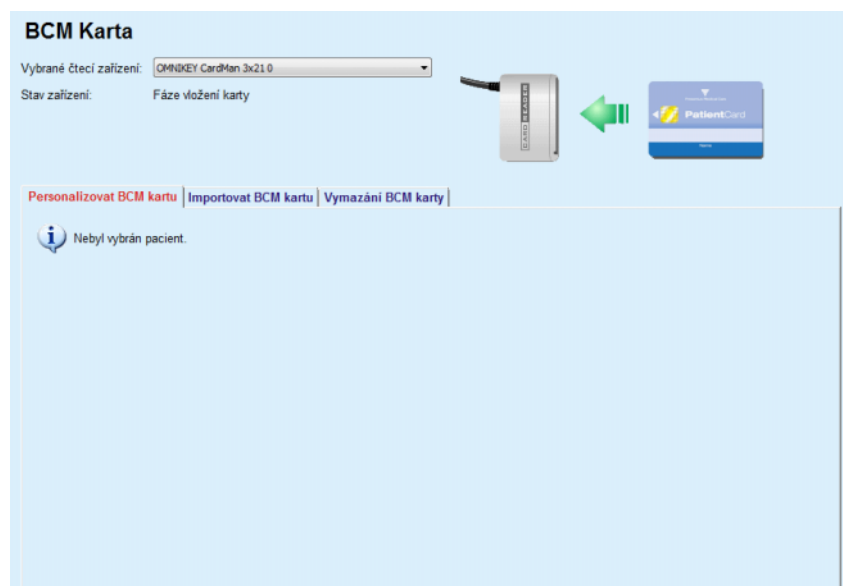 BCM Karta
Vybrané čtecí zařízení: OMNIKEY CardMan 3x21 0
Stav zařízení: Fáze vložení karty
CARD READER
PatientCard
Personalizovat BCM kartu Importovat BCM kartu Vymazání BCM karty
Nebyl vybrán pacient.